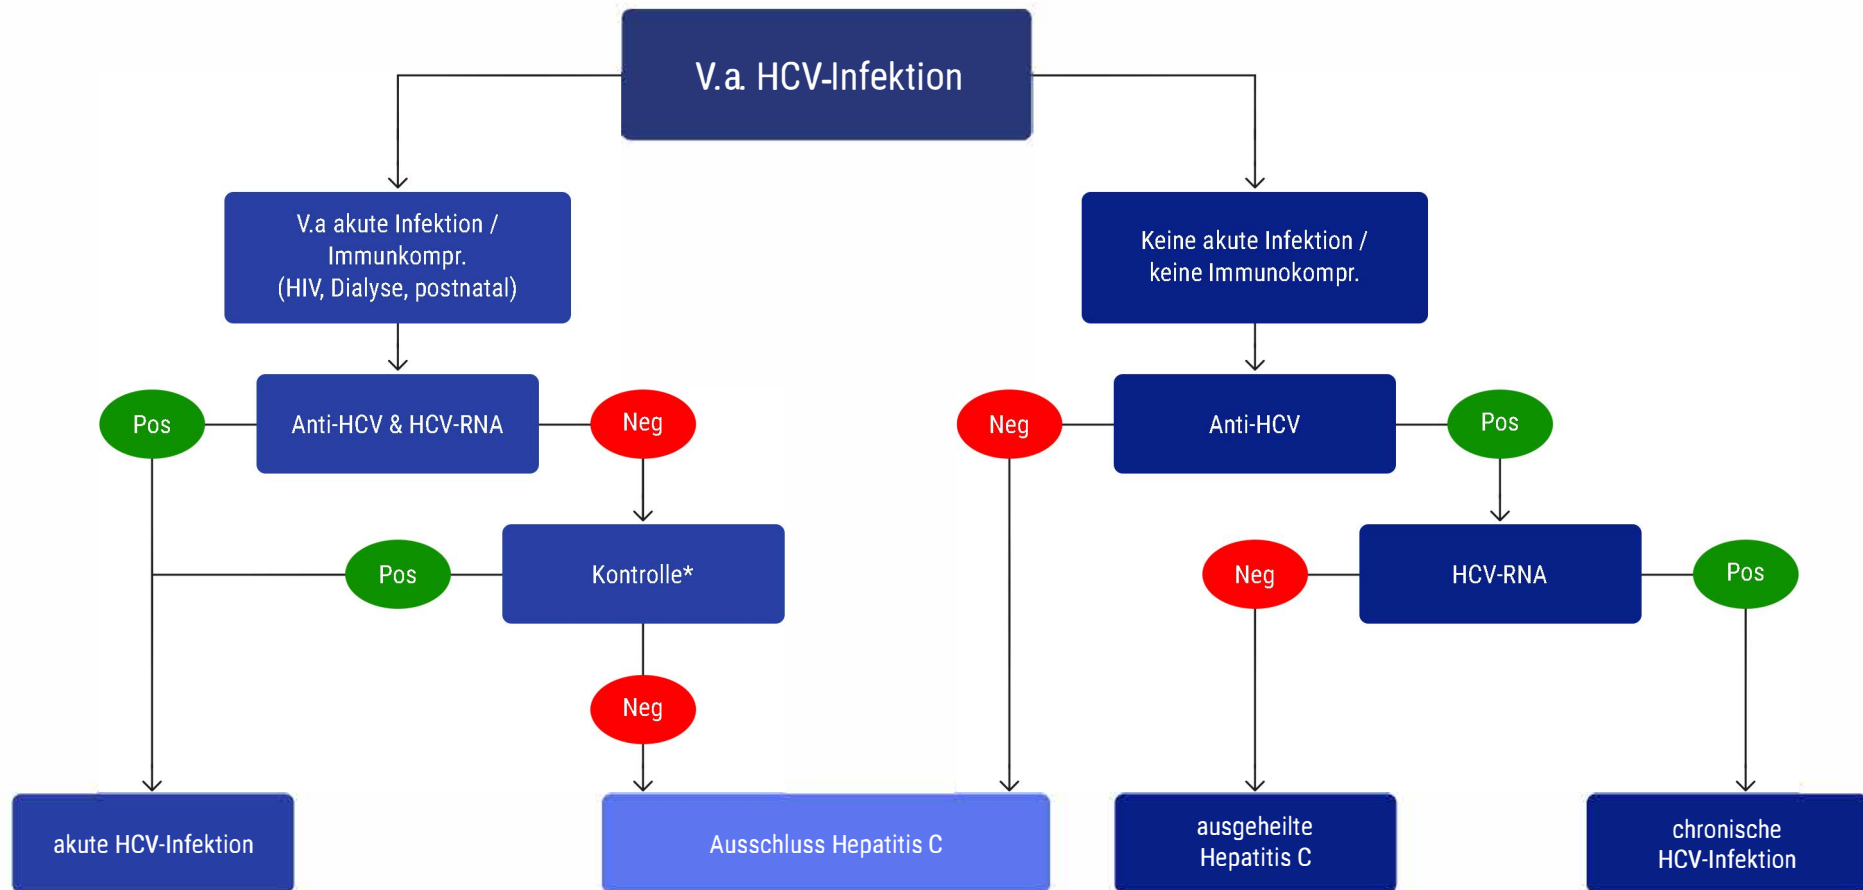 V.a. HCV-Infektion
V.a akute Infektion /
Immunkompr.
(HIV, Dialyse, postnatal)
Keine akute Infektion /
keine Immunokompr.
Pos
Anti-HCV & HCV-RNA
Neg
Neg
Anti-HCV
Pos
Pos
Kontrolle*
Neg
HCV-RNA
Pos
Neg
akute HCV-Infektion
Ausschluss Hepatitis C
ausgeheilte
Hepatitis C
chronische
HCV-Infektion